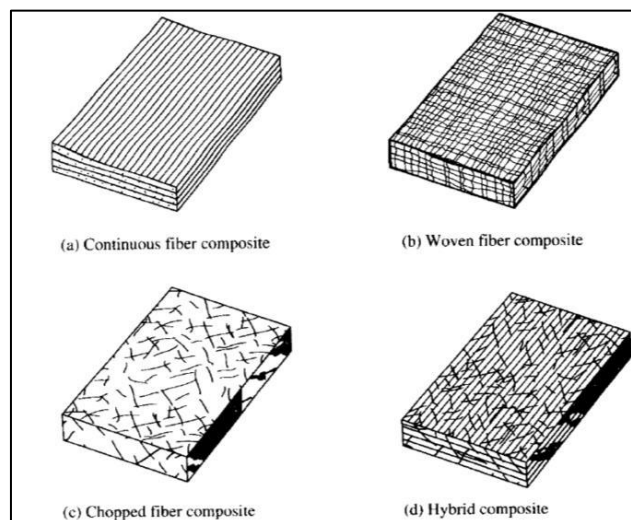 (a) Continuous fiber composite
(b) Woven fiber composite
(c) Chopped fiber composite
(d) Hybrid composite